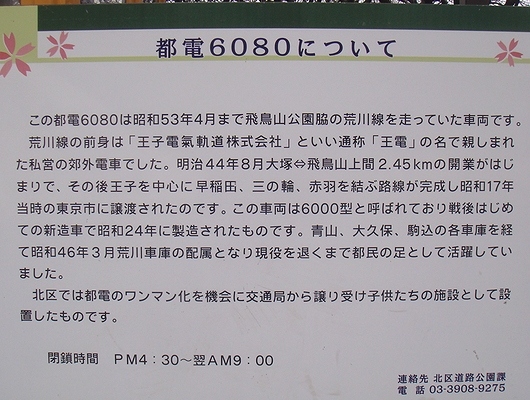 都電6080について
この都電6080は昭和53年4月まで飛鳥山公園脇の荒川線を走っていた車両です。
荒川線の前身は「王子電氣軌道株式会社」といい通称「王電」の名で親しまれ
た私営の郊外電車でした。明治44年8月大塚⇔飛鳥山上間2.45kmの開業がはじ
まりで、その後王子を中心に早稲田、三の輪、赤羽を結ぶ路線が完成し昭和17年
当時の東京市に譲渡されたのです。この車両は6000型と呼ばれており戦後はじめ
ての新造車で昭和24年に製造されたものです。青山、大久保、駒込の各車庫を経
て昭和46年3月荒川車庫の配属となり現役を退くまで都民の足として活躍してい
ました。
北区では都電のワンマン化を機会に交通局から譲り受け子供たちの施設として設
置したものです。
閉鎖時間 PM4：30〜翌AM9：00
連絡先 北区道路公園課
電話 03-3908-9275